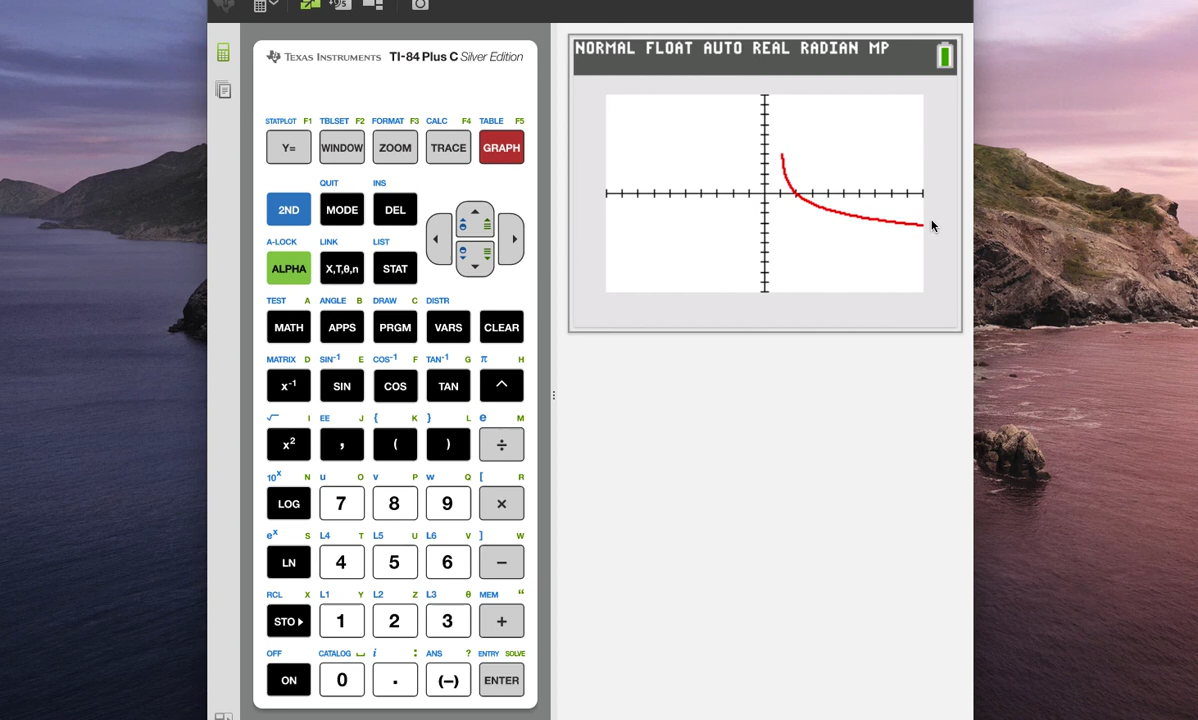 TEXAS INSTRUMENTS TI-84 Plus C Silver Edition
NORMAL FLOAT AUTO REAL RADIAN MP
STATPLOT F1 TBLSET F2 FORMAT F3 CALC F4 TABLE F5
Y= WINDOW ZOOM TRACE GRAPH
QUIT INS
2ND MODE DEL
A-LOCK LINK LIST
ALPHA X,T,θ,n STAT
TEST A ANGLE B DRAW C DISTR
MATH APPS PRGM VARS CLEAR
MATRIX D SIN⁻¹ E COS⁻¹ F TAN⁻¹ G π H
x⁻¹ SIN COS TAN ^
√ I EE J { K } L e M
x² , ( ) ÷
10ˣ N u O v P w Q [ R
LOG 7 8 9 ×
eˣ S L4 T L5 U L6 V ] W
LN 4 5 6 −
RCL X L1 Y L2 Z L3 θ MEM “
STO▸ 1 2 3 +
OFF CATALOG ⎵ i : ANS ? ENTRY SOLVE
ON 0 . (–) ENTER